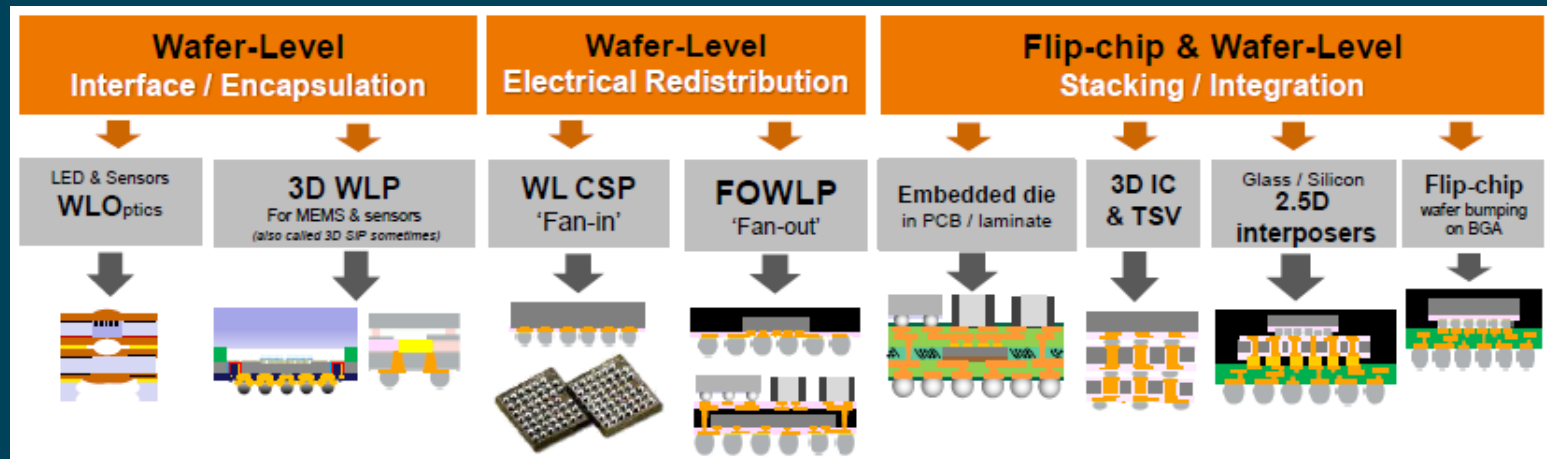 Wafer-Level
Interface / Encapsulation
Wafer-Level
Electrical Redistribution
Flip-chip & Wafer-Level
Stacking / Integration
LED & Sensors
WLOptics
3D WLP
For MEMS & sensors
(also called 3D SIP sometimes)
WL CSP
'Fan-in'
FOWLP
'Fan-out'
Embedded die
in PCB / laminate
3D IC
& TSV
Glass / Silicon
2.5D
interposers
Flip-chip
wafer bumping
on BGA